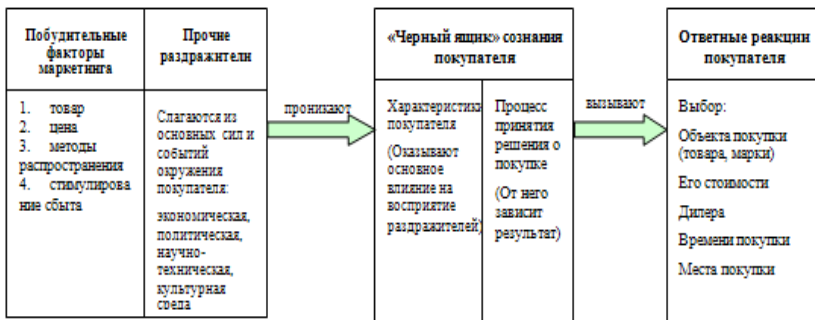 Побудительные
факторы
маркетинга
1. товар
2. цена
3. методы
распространения
4. стимулирова
ние сбыта
Прочие
раздражители
Слагаются из
основных сил и
событий
окружения
покупателя:
экономическая,
политическая,
научно-
техническая,
культурная
среда
проникают
«Черный ящик» сознания
покупателя
Характеристики
покупателя
(Оказывают
основное
влияние на
восприятие
раздражителей)
Процесс
принятия
решения о
покупке
(От него
зависит
результат)
вызывают
Ответные реакции
покупателя
Выбор:
Объекта покупки
(товара, марки)
Его стоимости
Дилера
Времени покупки
Места покупки